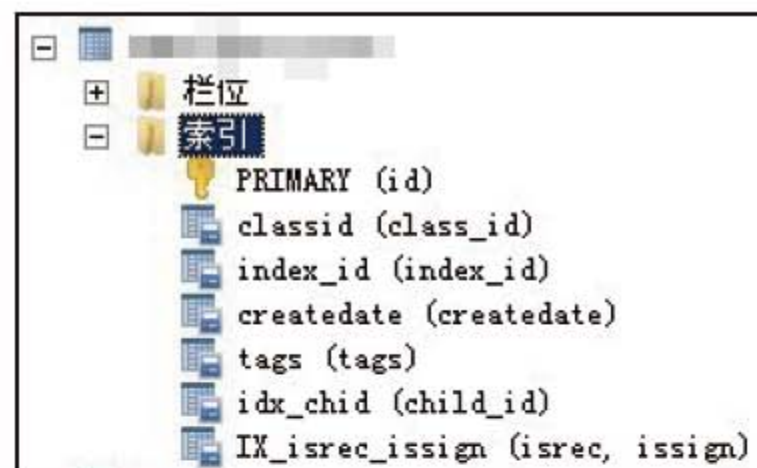 栏位
索引
PRIMARY (id)
classid (class_id)
index_id (index_id)
createdate (createdate)
tags (tags)
idx_chid (child_id)
IX_isrec_issign (isrec, issign)